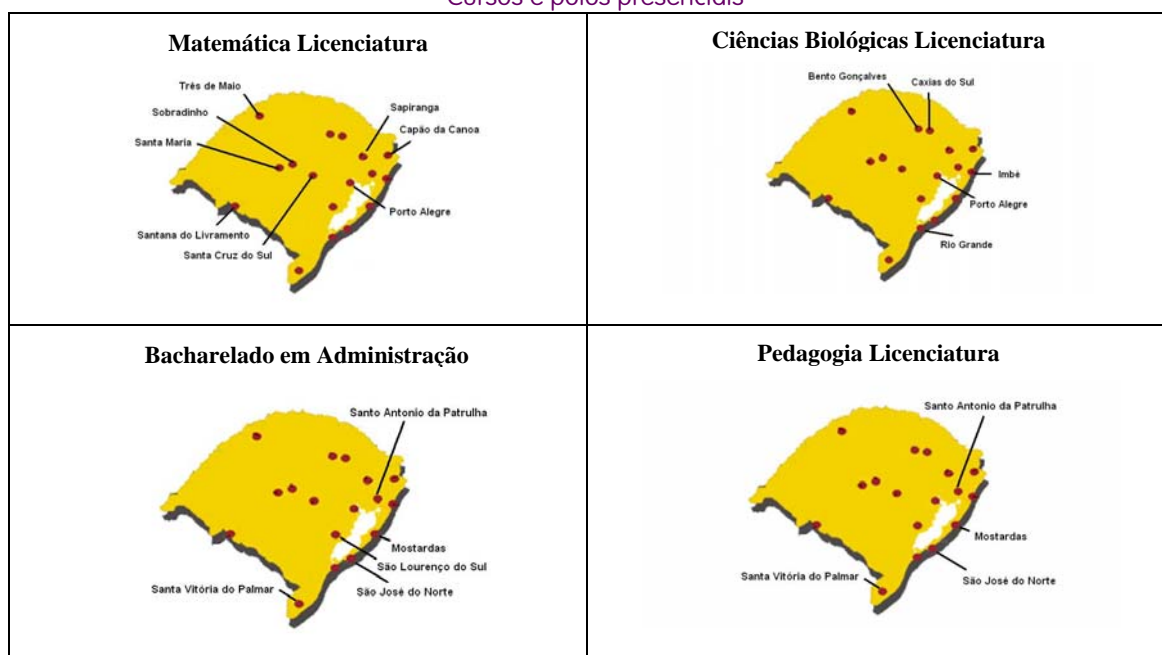 Cursos e polos presenciais
Matemática Licenciatura
Três de Maio
Sobradinho
Sapiranga
Capão da Canoa
Santa Maria
Porto Alegre
Santana do Livramento
Santa Cruz do Sul
Ciências Biológicas Licenciatura
Bento Gonçalves
Caxias do Sul
Imbé
Porto Alegre
Rio Grande
Bacharelado em Administração
Santo Antonio da Patrulha
Mostardas
São Lourenço do Sul
Santa Vitória do Palmar
São José do Norte
Pedagogia Licenciatura
Santo Antonio da Patrulha
Mostardas
Santa Vitória do Palmar
São José do Norte